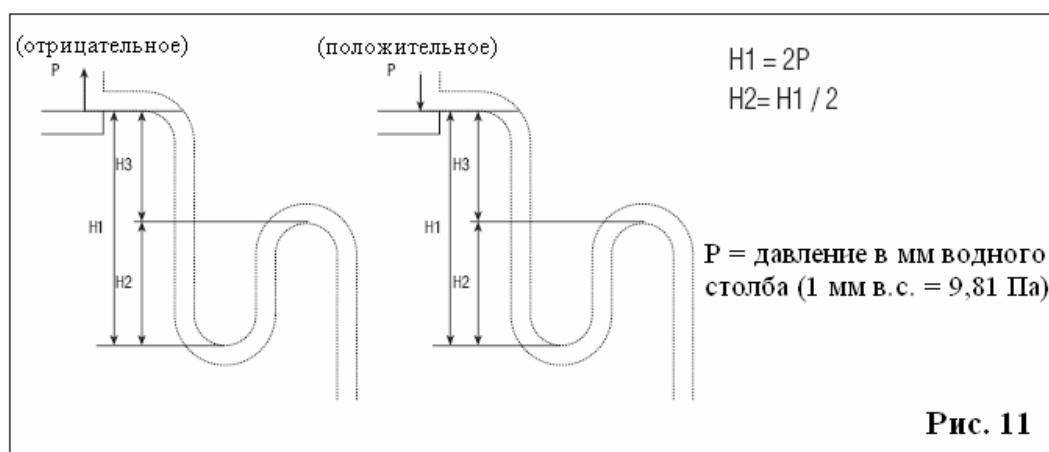 (отрицательное)
P
H3
H1
H2
(положительное)
P
H3
H1
H2
H1 = 2P
H2= H1 / 2
P = давление в мм водного
столба (1 мм в.с. = 9,81 Па)
Рис. 11